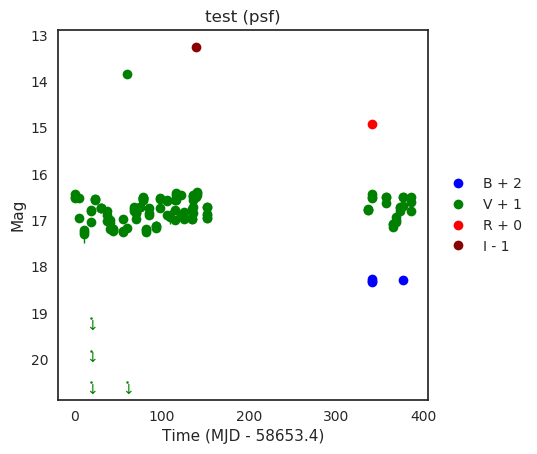 test (psf)
13
14
15
16
17
18
19
20
Mag
0
100
200
300
400
Time (MJD - 58653.4)
B + 2
V + 1
R + 0
I - 1